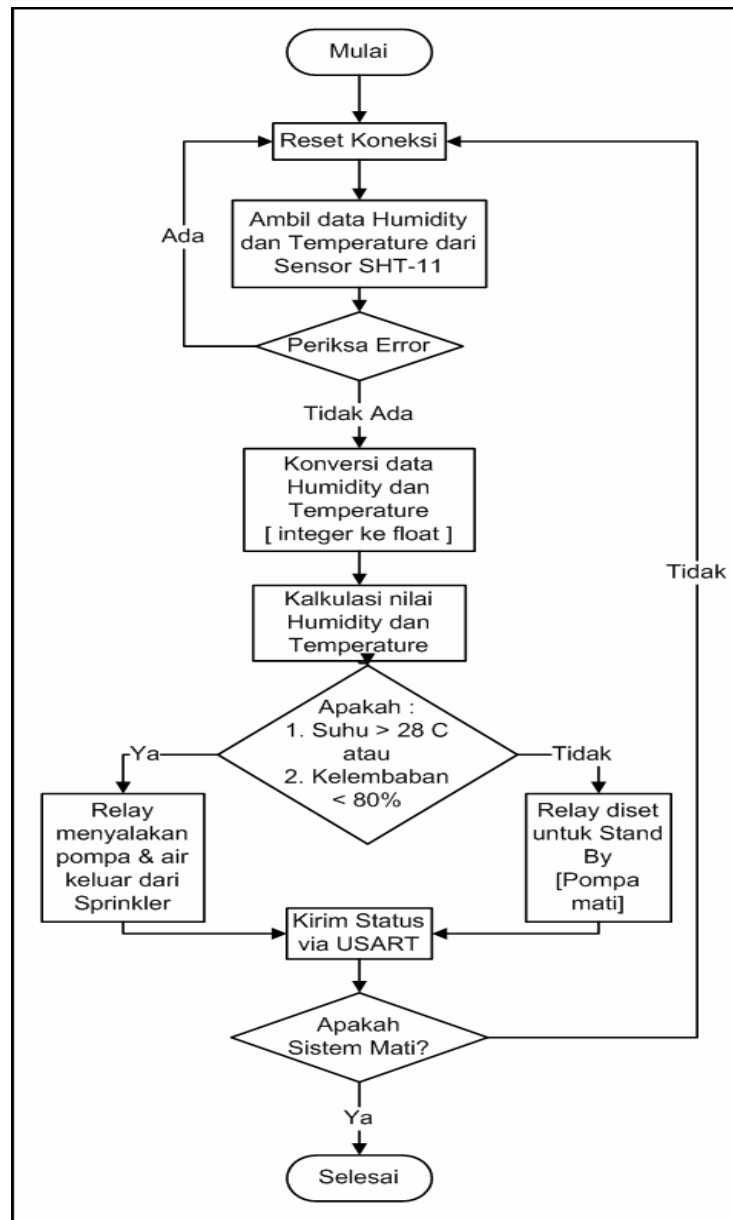 Mulai
Reset Koneksi
Ambil data Humidity
dan Temperature dari
Sensor SHT-11
Ada
Periksa Error
Tidak Ada
Konversi data
Humidity dan
Temperature
[ integer ke float ]
Tidak
Kalkulasi nilai
Humidity dan
Temperature
Apakah :
1. Suhu > 28 C
atau
2. Kelembaban
< 80%
Ya
Tidak
Relay
menyalakan
pompa & air
keluar dari
Sprinkler
Relay diset
untuk Stand
By
[Pompa
mati]
Kirim Status
via USART
Apakah
Sistem Mati?
Ya
Selesai